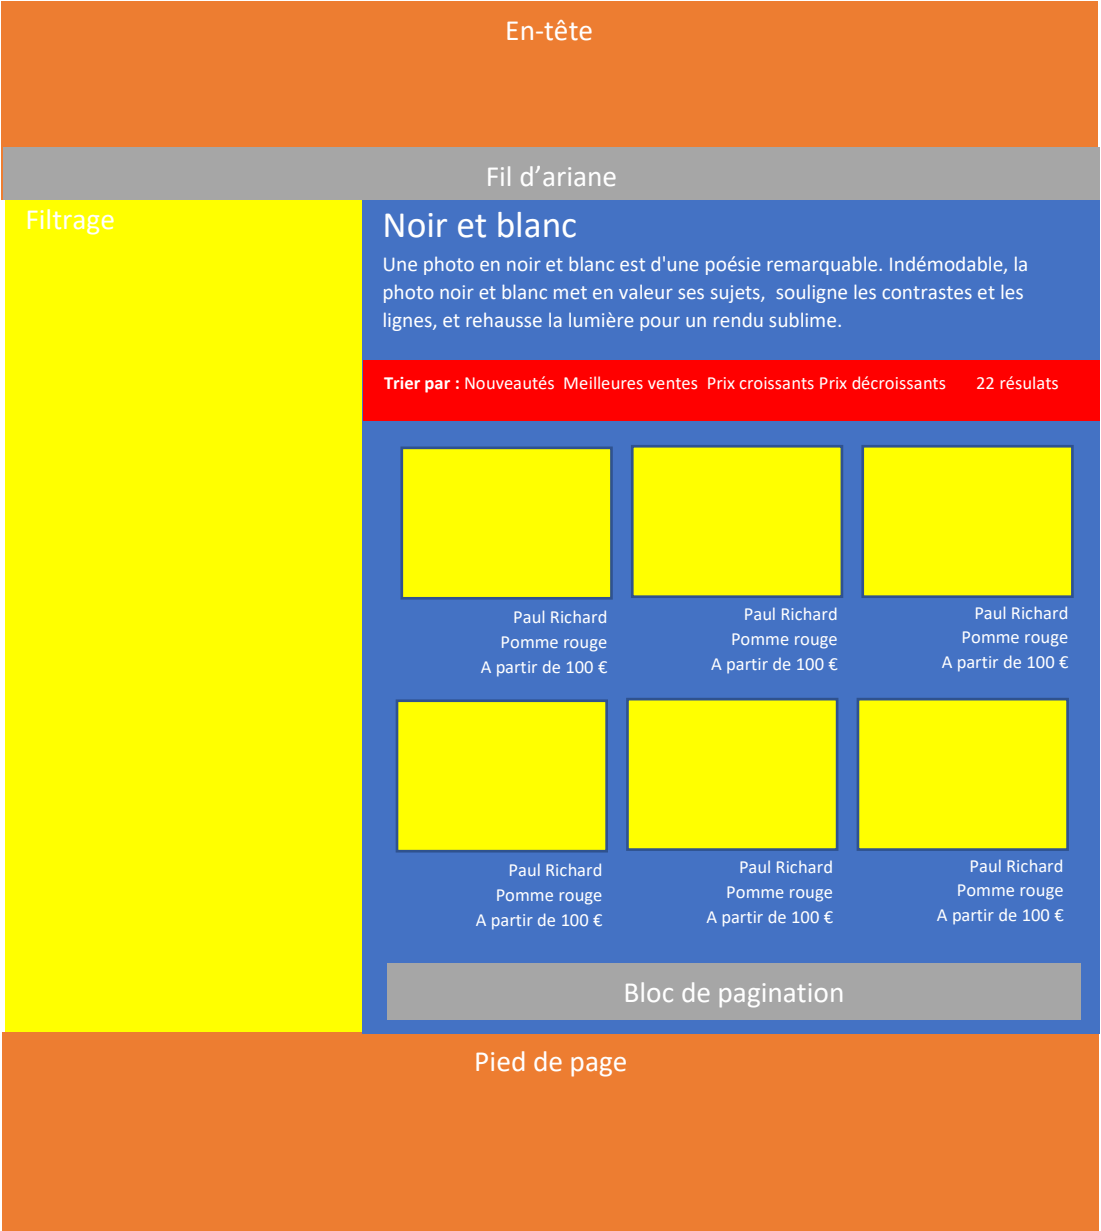 En-tête
Fil d’ariane
Filtrage
Noir et blanc
Une photo en noir et blanc est d'une poésie remarquable. Indémodable, la
photo noir et blanc met en valeur ses sujets,  souligne les contrastes et les
lignes, et rehausse la lumière pour un rendu sublime.
Trier par : Nouveautés  Meilleures ventes  Prix croissants Prix décroissants 22 résulats
Paul Richard
Pomme rouge
A partir de 100 €
Paul Richard
Pomme rouge
A partir de 100 €
Paul Richard
Pomme rouge
A partir de 100 €
Paul Richard
Pomme rouge
A partir de 100 €
Paul Richard
Pomme rouge
A partir de 100 €
Paul Richard
Pomme rouge
A partir de 100 €
Bloc de pagination
Pied de page